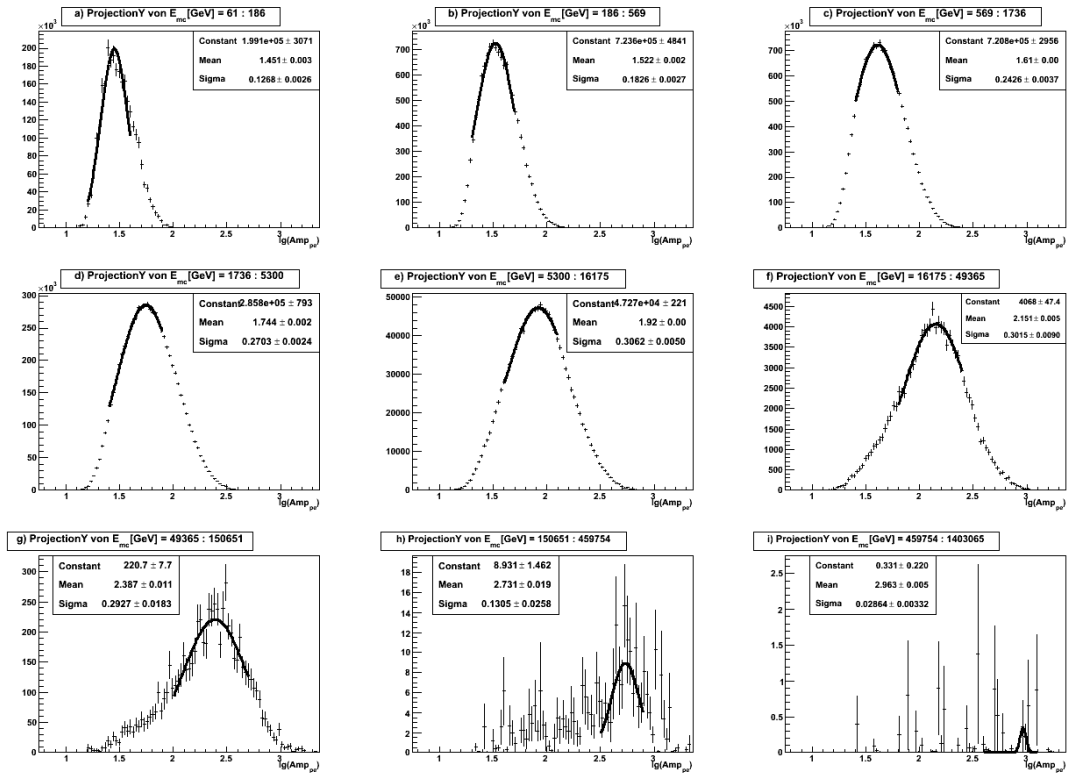 a) ProjectionY von E_mc[GeV] = 61 : 186
×10³
Constant 1.991e+05 ± 3071
Mean 1.451 ± 0.003
Sigma 0.1268 ± 0.0026
200
180
160
140
120
100
80
60
40
20
0
1 1.5 2 2.5 3
lg(Amp_pe)
b) ProjectionY von E_mc[GeV] = 186 : 569
×10³
Constant 7.236e+05 ± 4841
Mean 1.522 ± 0.002
Sigma 0.1826 ± 0.0027
700
600
500
400
300
200
100
0
1 1.5 2 2.5 3
lg(Amp_pe)
c) ProjectionY von E_mc[GeV] = 569 : 1736
×10³
Constant 7.208e+05 ± 2956
Mean 1.61 ± 0.00
Sigma 0.2426 ± 0.0037
700
600
500
400
300
200
100
0
1 1.5 2 2.5 3
lg(Amp_pe)
d) ProjectionY von E_mc[GeV] = 1736 : 5300
×10³
Constant 2.858e+05 ± 793
Mean 1.744 ± 0.002
Sigma 0.2703 ± 0.0024
300
250
200
150
100
50
0
1 1.5 2 2.5 3
lg(Amp_pe)
e) ProjectionY von E_mc[GeV] = 5300 : 16175
Constant 4.727e+04 ± 221
Mean 1.92 ± 0.00
Sigma 0.3062 ± 0.0050
50000
40000
30000
20000
10000
0
1 1.5 2 2.5 3
lg(Amp_pe)
f) ProjectionY von E_mc[GeV] = 16175 : 49365
Constant 4068 ± 47.4
Mean 2.151 ± 0.005
Sigma 0.3015 ± 0.0090
4500
4000
3500
3000
2500
2000
1500
1000
500
0
1 1.5 2 2.5 3
lg(Amp_pe)
g) ProjectionY von E_mc[GeV] = 49365 : 150651
Constant 220.7 ± 7.7
Mean 2.387 ± 0.011
Sigma 0.2927 ± 0.0183
300
250
200
150
100
50
0
1 1.5 2 2.5 3
lg(Amp_pe)
h) ProjectionY von E_mc[GeV] = 150651 : 459754
Constant 8.931 ± 1.462
Mean 2.731 ± 0.019
Sigma 0.1305 ± 0.0258
18
16
14
12
10
8
6
4
2
0
1 1.5 2 2.5 3
lg(Amp_pe)
i) ProjectionY von E_mc[GeV] = 459754 : 1403065
Constant 0.331 ± 0.220
Mean 2.963 ± 0.005
Sigma 0.02864 ± 0.00332
2.5
2
1.5
1
0.5
0
1 1.5 2 2.5 3
lg(Amp_pe)